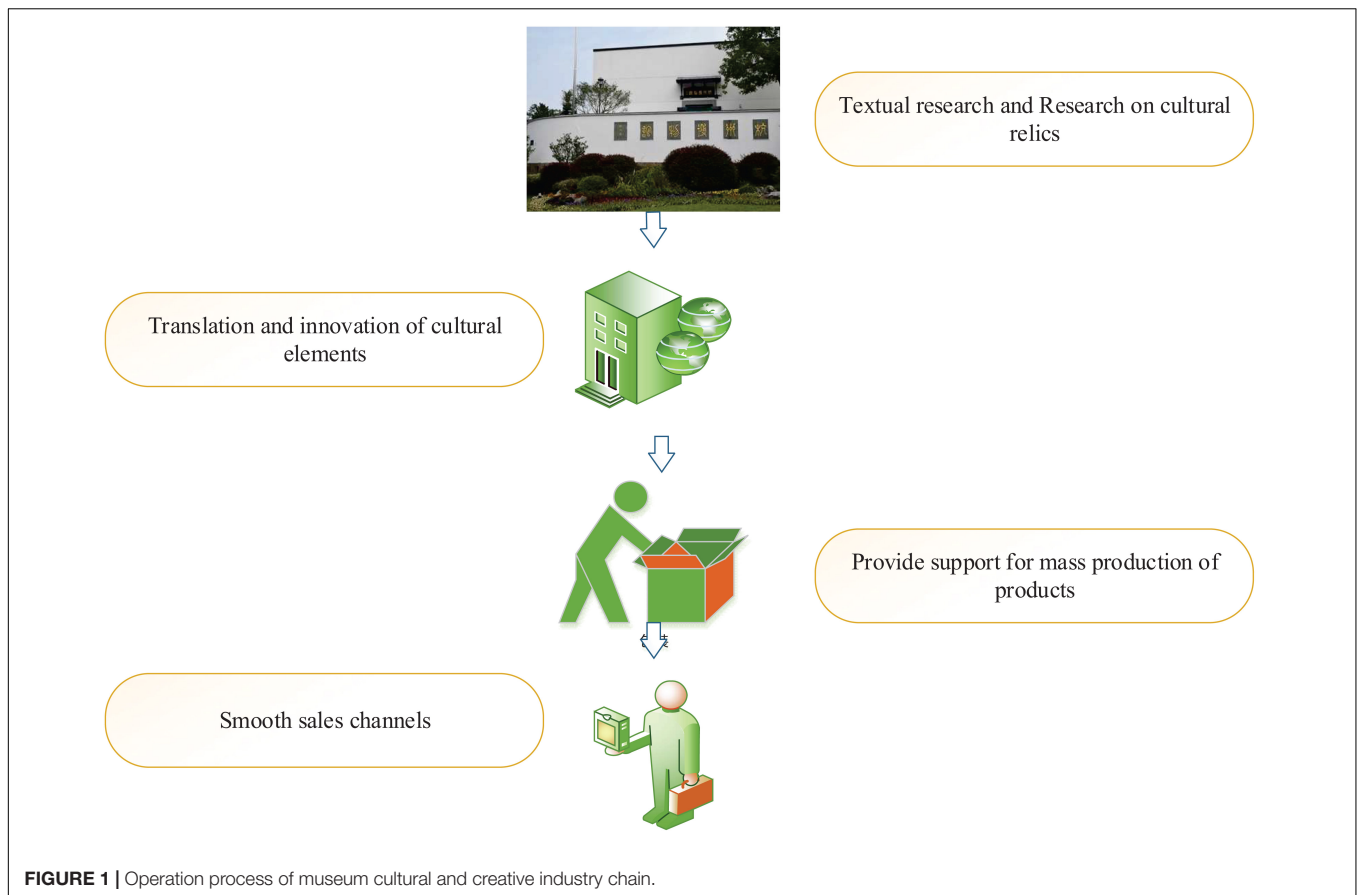 Textual research and Research on cultural
relics
Translation and innovation of cultural
elements
Provide support for mass production of
products
Smooth sales channels
FIGURE 1 | Operation process of museum cultural and creative industry chain.